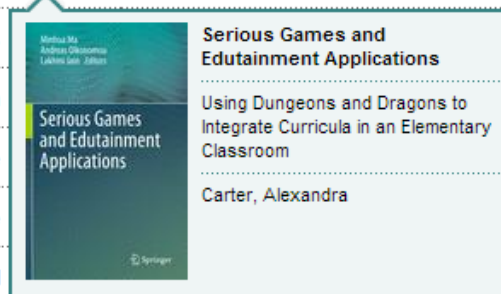 Minhua Ma
Andreas Oikonomou
Lakhmi Jain Editors
Serious Games
and Edutainment
Applications
Springer
Serious Games and
Edutainment Applications
Using Dungeons and Dragons to
Integrate Curricula in an Elementary
Classroom
Carter, Alexandra